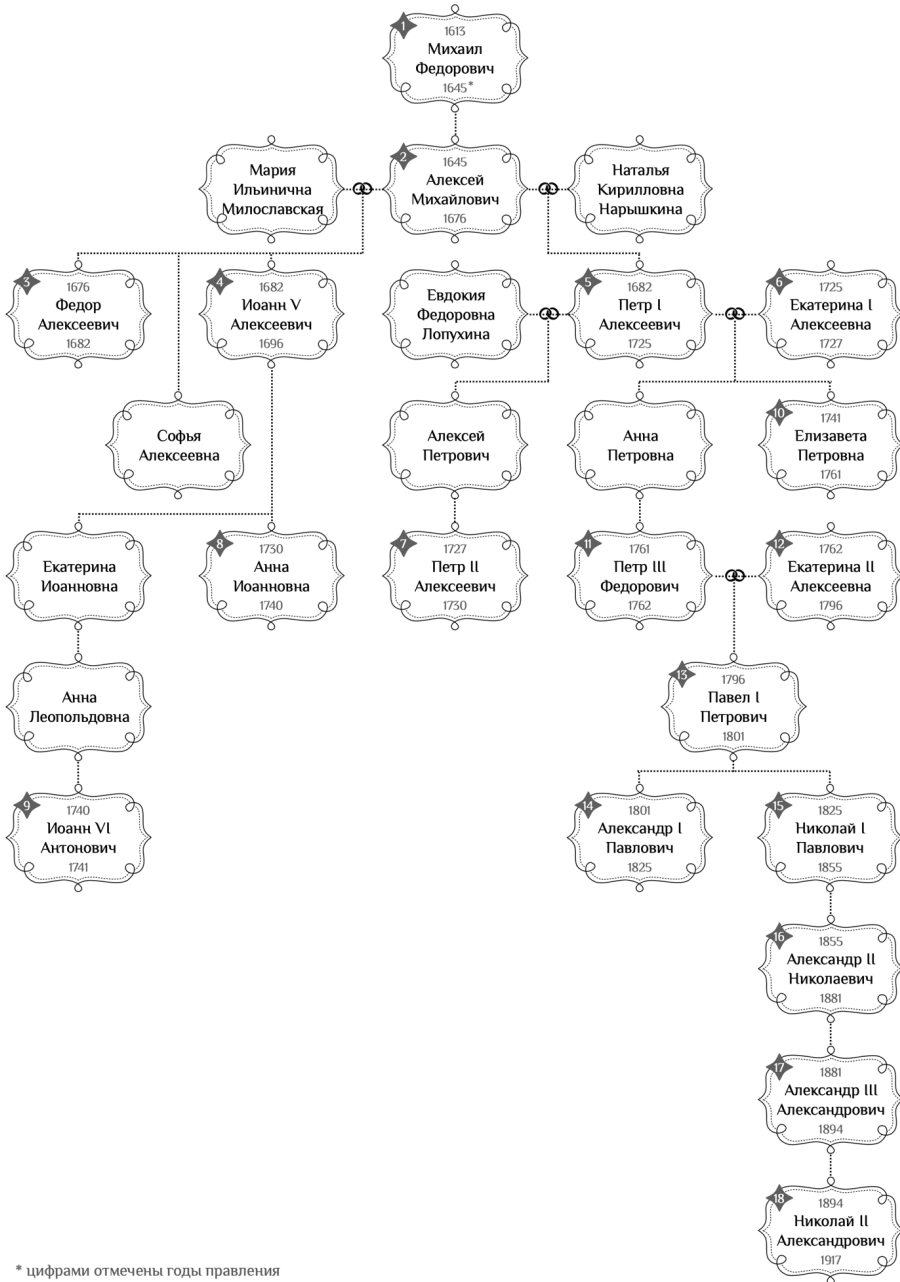 1
1613
Михаил
Федорович
1645*
Мария
Ильинична
Милославская
2
1645
Алексей
Михайлович
1676
Наталья
Кирилловна
Нарышкина
3
1676
Федор
Алексеевич
1682
4
1682
Иоанн V
Алексеевич
1696
Евдокия
Федоровна
Лопухина
5
1682
Петр I
Алексеевич
1725
6
1725
Екатерина I
Алексеевна
1727
Софья
Алексеевна
Алексей
Петрович
Анна
Петровна
10
1741
Елизавета
Петровна
1761
Екатерина
Иоанновна
8
1730
Анна
Иоанновна
1740
7
1727
Петр II
Алексеевич
1730
11
1761
Петр III
Федорович
1762
12
1762
Екатерина II
Алексеевна
1796
Анна
Леопольдовна
13
1796
Павел I
Петрович
1801
9
1740
Иоанн VI
Антонович
1741
14
1801
Александр I
Павлович
1825
15
1825
Николай I
Павлович
1855
16
1855
Александр II
Николаевич
1881
17
1881
Александр III
Александрович
1894
18
1894
Николай II
Александрович
1917
* цифрами отмечены годы правления